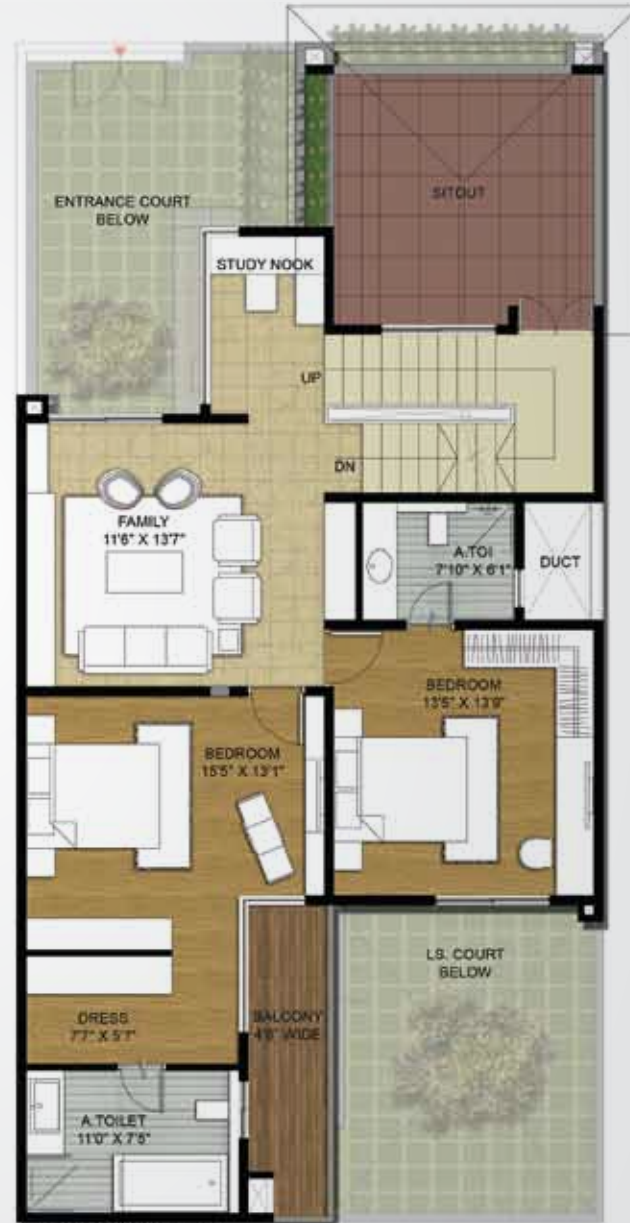 ENTRANCE COURT
BELOW
SITOUT
STUDY NOOK
UP
DN
FAMILY
11'6" X 13'7"
A.TOI
7'10" X 6'1"
DUCT
BEDROOM
13'5" X 13'9"
BEDROOM
15'5" X 13'1"
LS. COURT
BELOW
DRESS
7'7" X 5'7"
BALCONY
4'6" WIDE
A.TOILET
11'0" X 7'5"